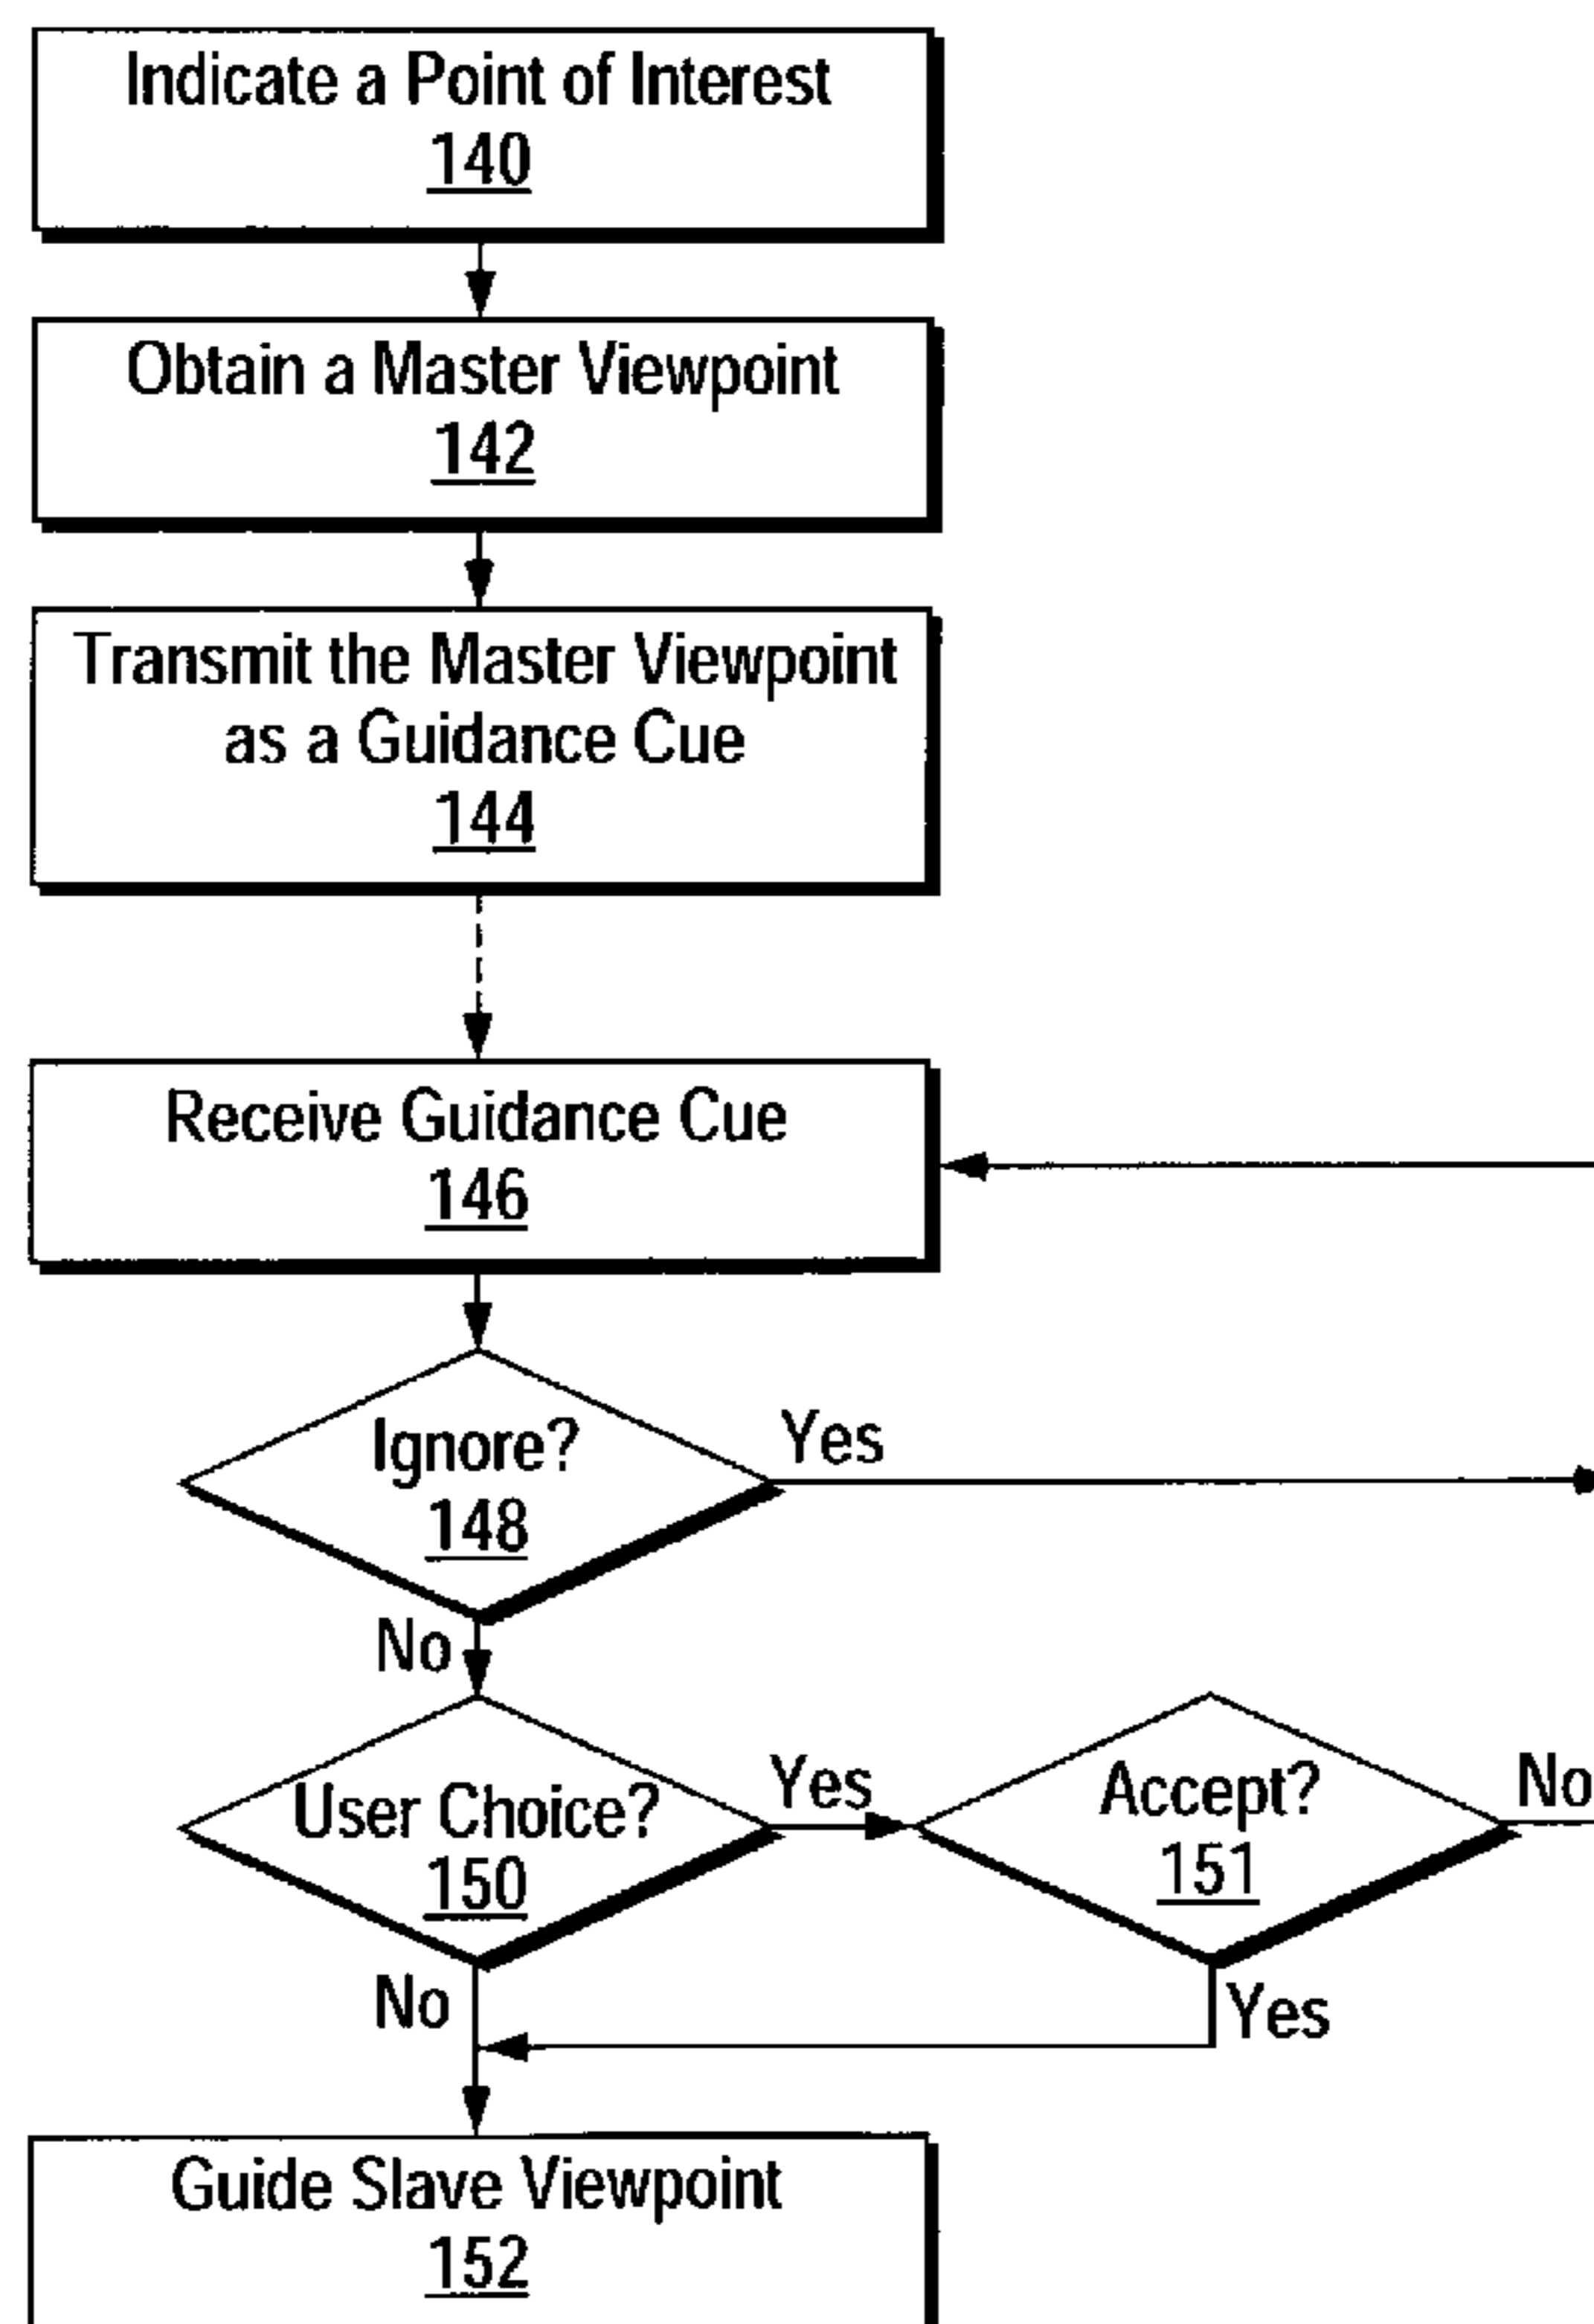 Indicate a Point of Interest
140
Obtain a Master Viewpoint
142
Transmit the Master Viewpoint
as a Guidance Cue
144
Receive Guidance Cue
146
Ignore?
148
Yes
No
User Choice?
150
Yes
Accept?
151
No
No
Yes
Guide Slave Viewpoint
152